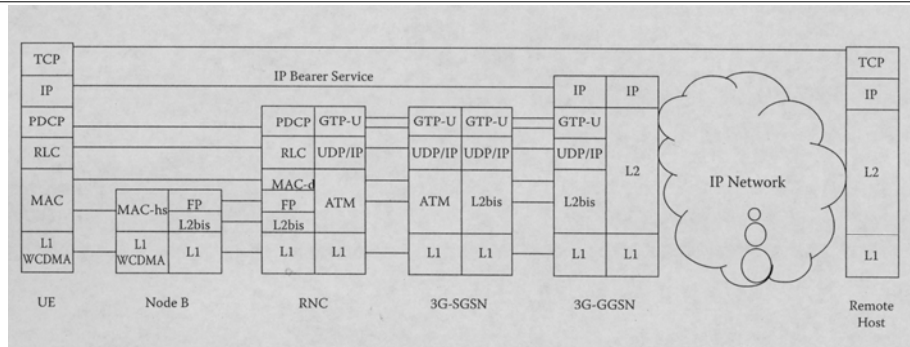 TCP
TCP
IP Bearer Service
IP
IP
IP
IP
PDCP
PDCP
GTP-U
GTP-U
GTP-U
GTP-U
RLC
RLC
UDP/IP
UDP/IP
UDP/IP
UDP/IP
L2
L2
MAC
MAC-hs
FP
L2bis
MAC-d
FP
L2bis
ATM
ATM
L2bis
L2bis
IP Network
L1
WCDMA
L1
WCDMA
L1
L1
L1
L1
L1
L1
L1
L1
UE
Node B
RNC
3G-SGSN
3G-GGSN
Remote
Host